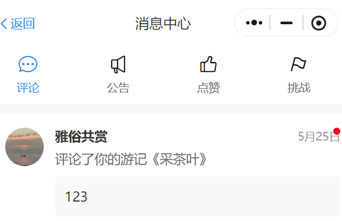 返回 消息中心
评论 公告 点赞 挑战
雅俗共赏 5月25日
评论了你的游记《采茶叶》
123